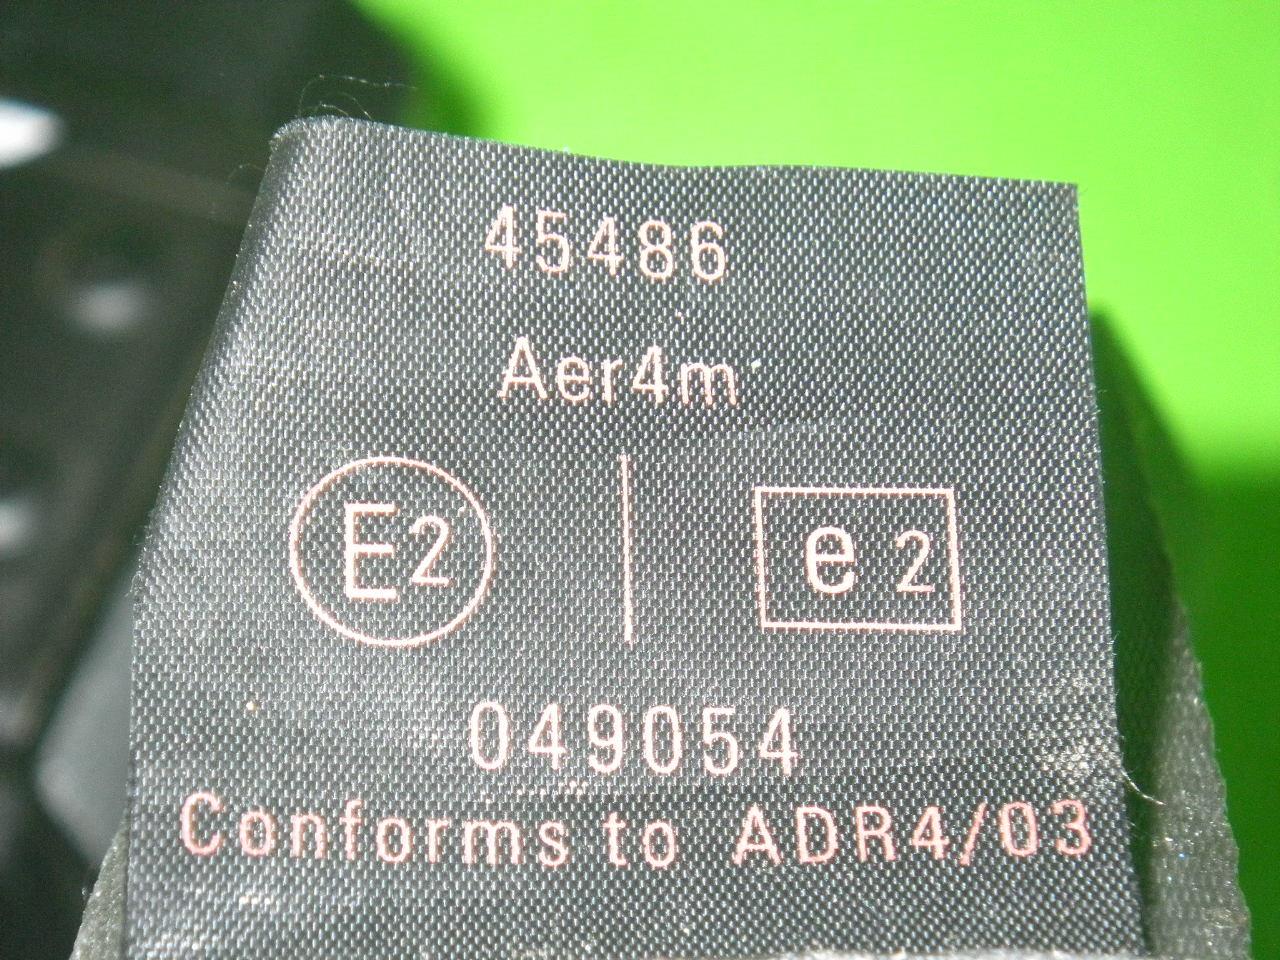 45486
Aer4m
E2 e2
049054
Conforms to ADR4/03